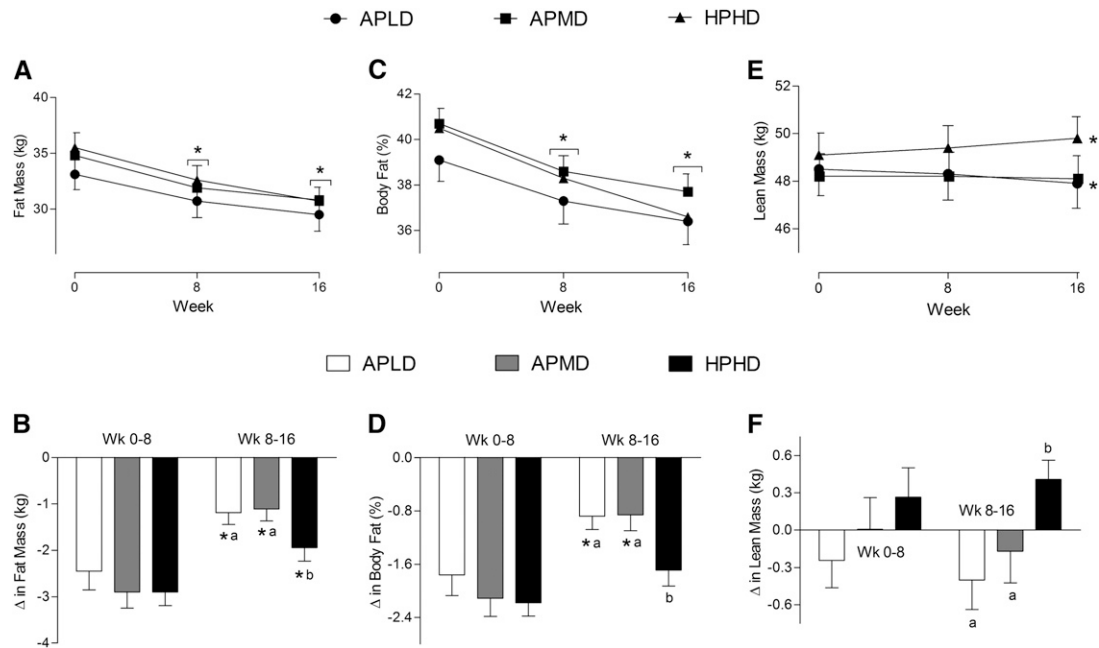 APLD APMD HPHD
A
Fat Mass (kg)
40
35
30
0 8 16
Week
* *
C
Body Fat (%)
42
40
38
36
0 8 16
Week
* *
E
Lean Mass (kg)
52
50
48
46
0 8 16
Week
*
*
APLD APMD HPHD
B
Δ in Fat Mass (kg)
Wk 0-8 Wk 8-16
0
-1
-2
-3
-4
*a *a
*b
D
Δ in Body Fat (%)
Wk 0-8 Wk 8-16
0.0
-0.8
-1.6
-2.4
*a *a
b
F
Δ in Lean Mass (kg)
0.6
0.3
0.0
-0.3
-0.6
b
Wk 8-16
Wk 0-8
a
a